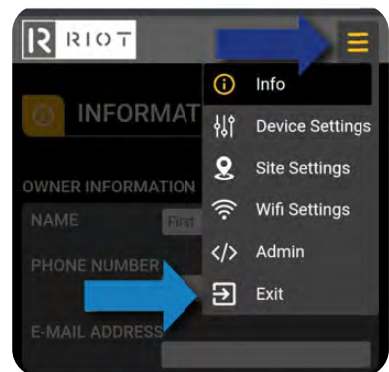 RIOT
Info
INFORMAT
Device Settings
Site Settings
OWNER INFORMATION
Wifi Settings
NAME
First
</> Admin
PHONE NUMBER
Exit
E-MAIL ADDRESS